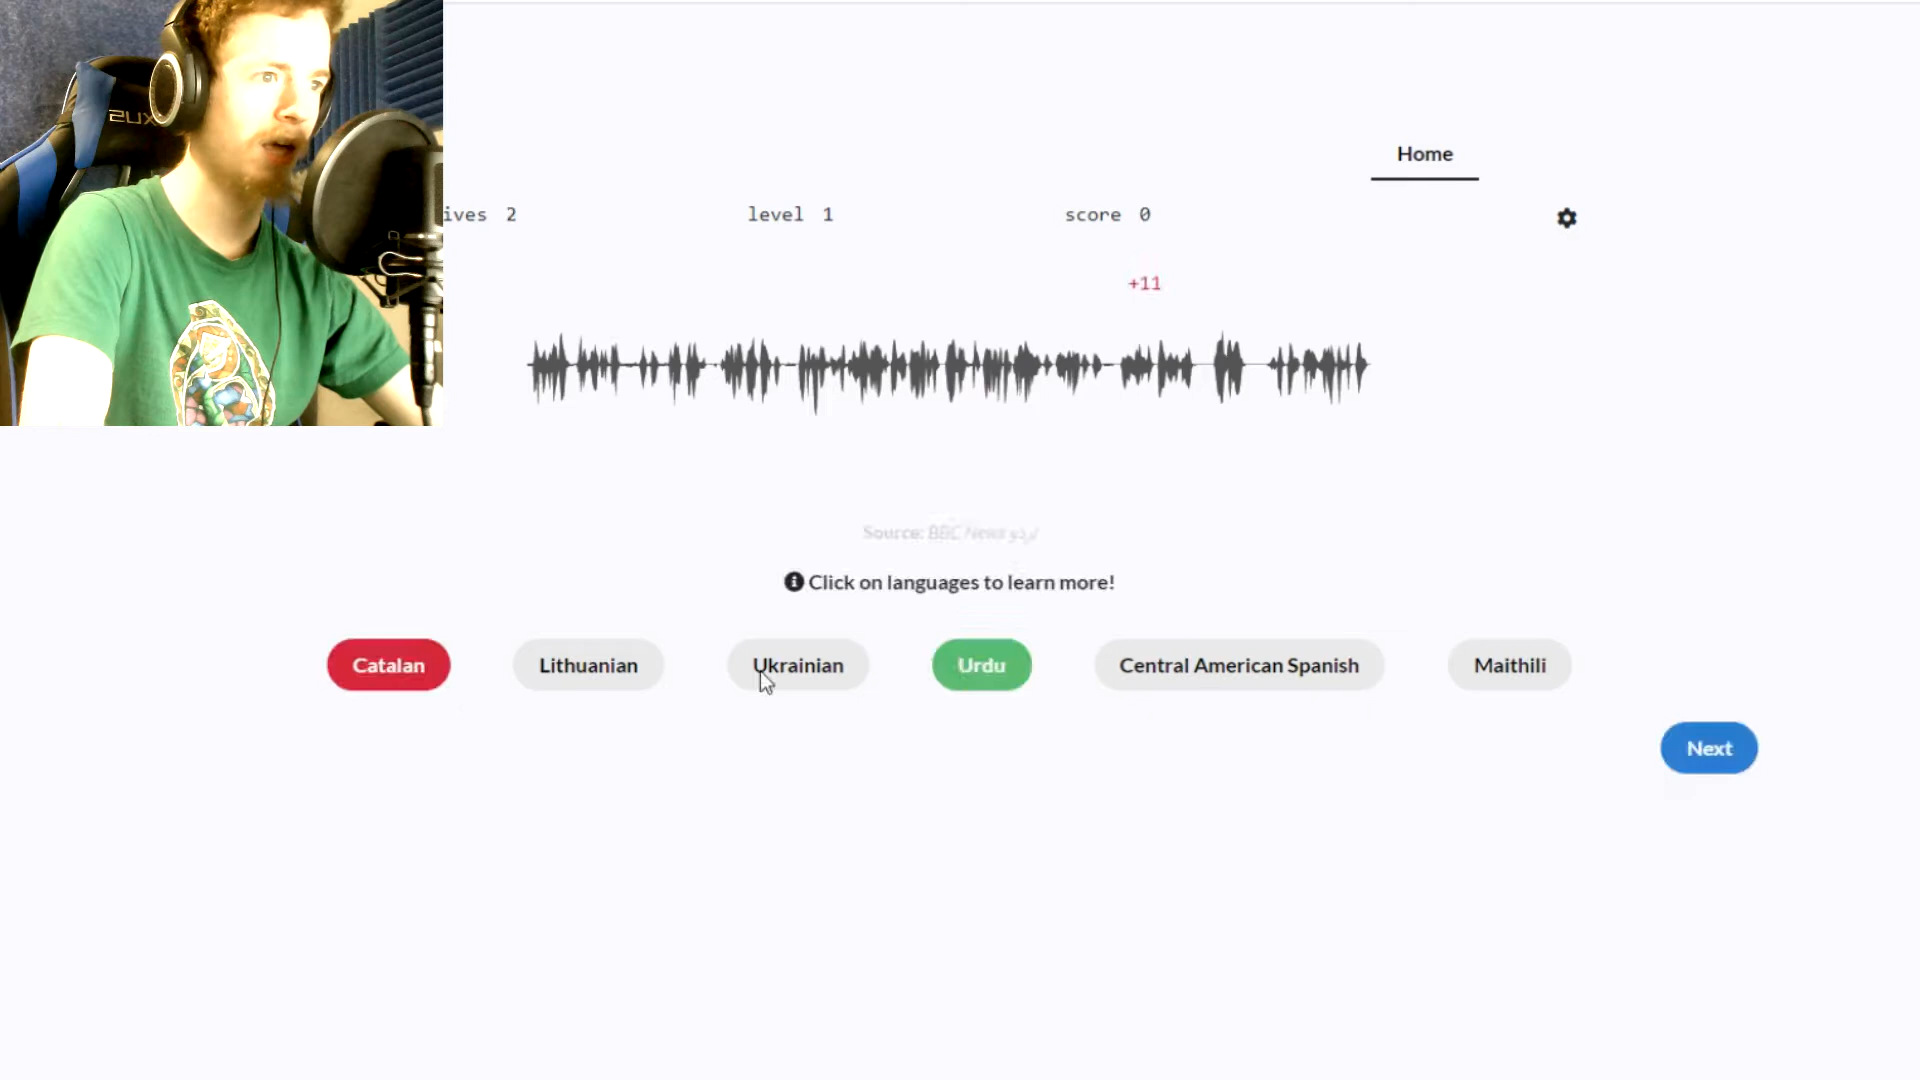 Home
ives 2
level 1
score 0
+11
Source: BBC News اردو
Click on languages to learn more!
Catalan
Lithuanian
Ukrainian
Urdu
Central American Spanish
Maithili
Next